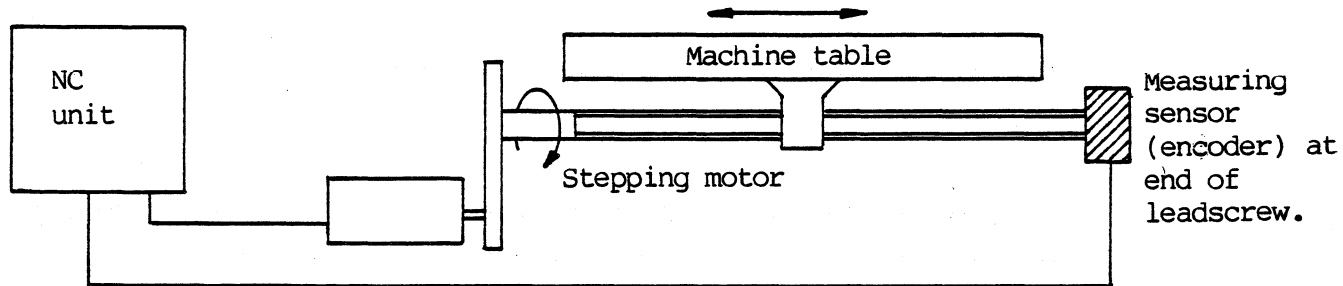 NC
unit
Machine table
Stepping motor
Measuring
sensor
(encoder) at
end of
leadscrew.